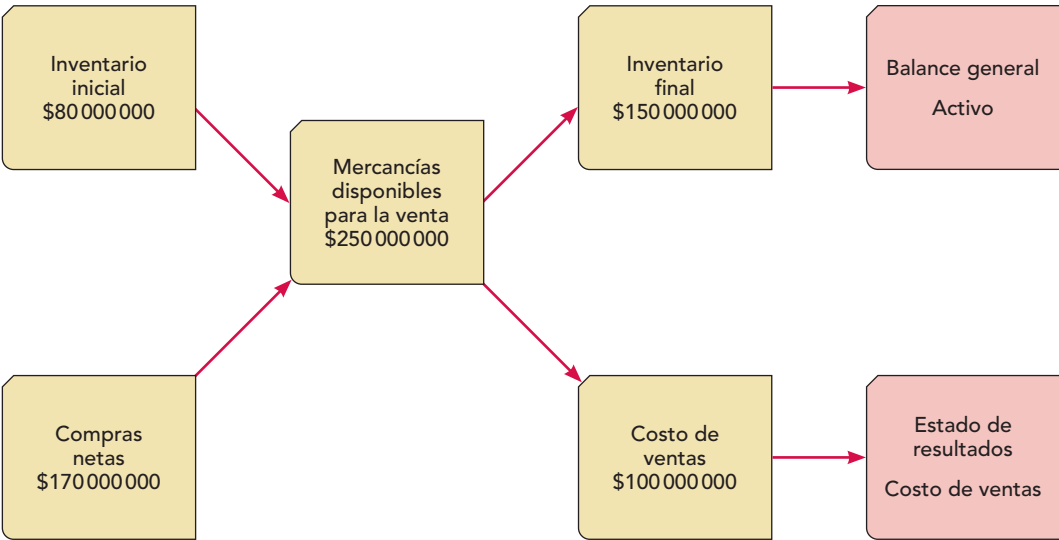 Inventario
inicial
$80 000 000
Inventario
final
$150 000 000
Balance general
Activo
Mercancías
disponibles
para la venta
$250 000 000
Compras
netas
$170 000 000
Costo de
ventas
$100 000 000
Estado de
resultados
Costo de ventas